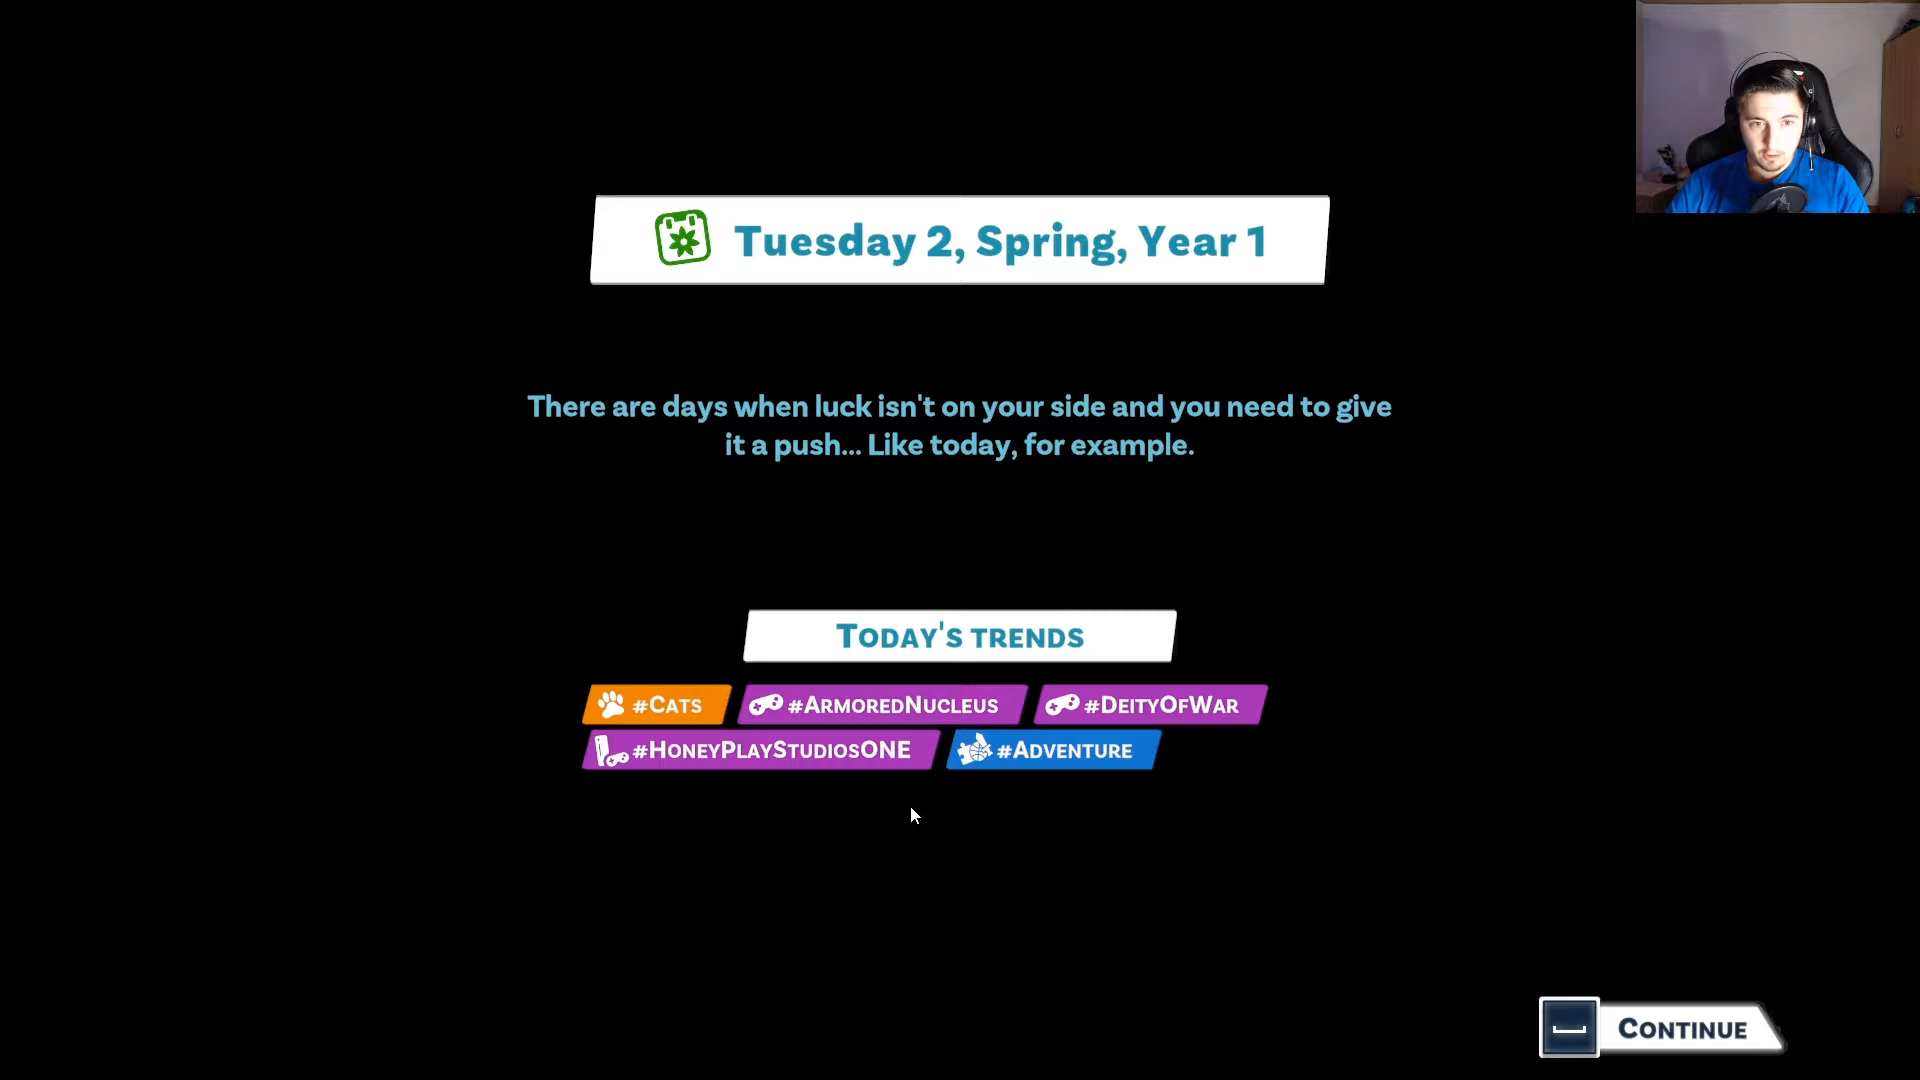 Tuesday 2, Spring, Year 1
There are days when luck isn't on your side and you need to give
it a push... Like today, for example.
TODAY'S TRENDS
#CATS #ARMOREDNUCLEUS #DEITYOFWAR
#HONEYPLAYSTUDIOSONE #ADVENTURE
CONTINUE